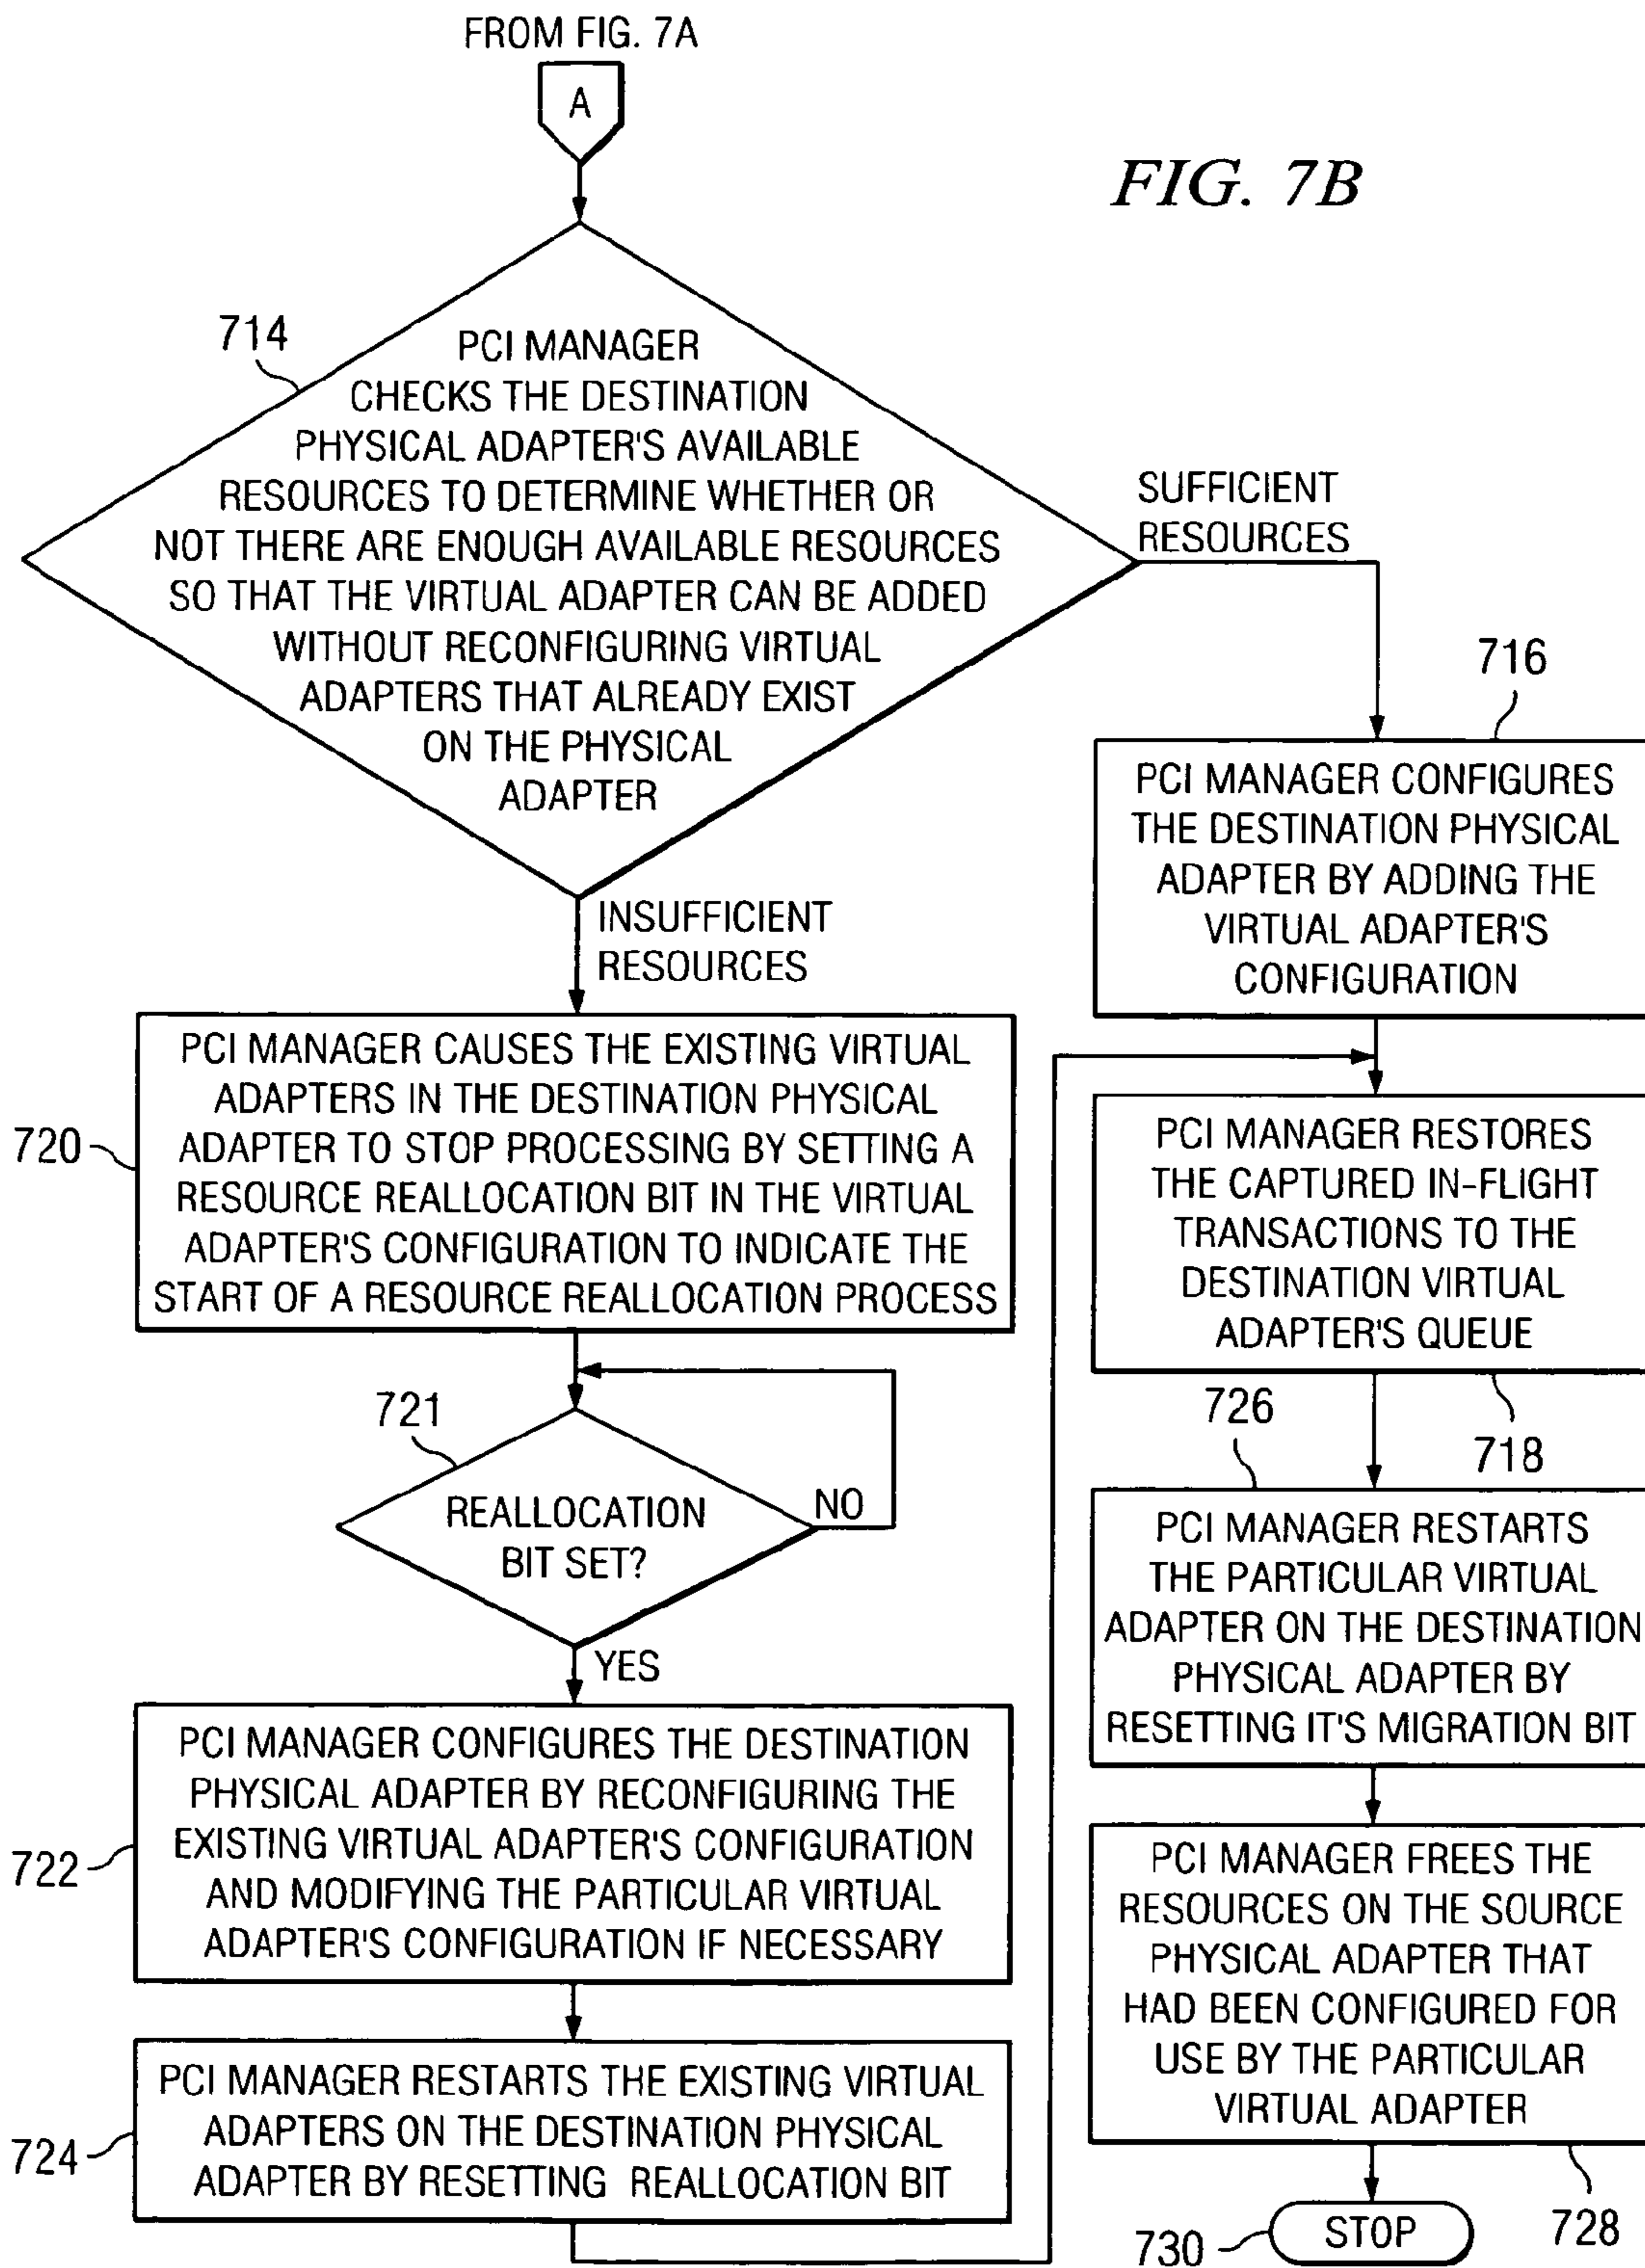 FROM FIG. 7A
A
FIG. 7B
714
PCI MANAGER
CHECKS THE DESTINATION
PHYSICAL ADAPTER'S AVAILABLE
RESOURCES TO DETERMINE WHETHER OR
NOT THERE ARE ENOUGH AVAILABLE RESOURCES
SO THAT THE VIRTUAL ADAPTER CAN BE ADDED
WITHOUT RECONFIGURING VIRTUAL
ADAPTERS THAT ALREADY EXIST
ON THE PHYSICAL
ADAPTER
SUFFICIENT
RESOURCES
INSUFFICIENT
RESOURCES
720
PCI MANAGER CAUSES THE EXISTING VIRTUAL
ADAPTERS IN THE DESTINATION PHYSICAL
ADAPTER TO STOP PROCESSING BY SETTING A
RESOURCE REALLOCATION BIT IN THE VIRTUAL
ADAPTER'S CONFIGURATION TO INDICATE THE
START OF A RESOURCE REALLOCATION PROCESS
721
REALLOCATION
BIT SET?
NO
YES
722
PCI MANAGER CONFIGURES THE DESTINATION
PHYSICAL ADAPTER BY RECONFIGURING THE
EXISTING VIRTUAL ADAPTER'S CONFIGURATION
AND MODIFYING THE PARTICULAR VIRTUAL
ADAPTER'S CONFIGURATION IF NECESSARY
724
PCI MANAGER RESTARTS THE EXISTING VIRTUAL
ADAPTERS ON THE DESTINATION PHYSICAL
ADAPTER BY RESETTING REALLOCATION BIT
716
PCI MANAGER CONFIGURES
THE DESTINATION PHYSICAL
ADAPTER BY ADDING THE
VIRTUAL ADAPTER'S
CONFIGURATION
PCI MANAGER RESTORES
THE CAPTURED IN-FLIGHT
TRANSACTIONS TO THE
DESTINATION VIRTUAL
ADAPTER'S QUEUE
718
726
PCI MANAGER RESTARTS
THE PARTICULAR VIRTUAL
ADAPTER ON THE DESTINATION
PHYSICAL ADAPTER BY
RESETTING IT'S MIGRATION BIT
PCI MANAGER FREES THE
RESOURCES ON THE SOURCE
PHYSICAL ADAPTER THAT
HAD BEEN CONFIGURED FOR
USE BY THE PARTICULAR
VIRTUAL ADAPTER
728
730
STOP